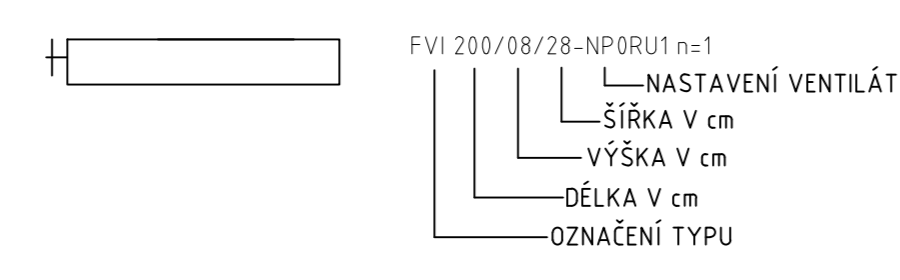 FVI 200/08/28-NP0RU1 n=1
NASTAVENÍ VENTILÁT
ŠÍŘKA V cm
VÝŠKA V cm
DÉLKA V cm
OZNAČENÍ TYPU